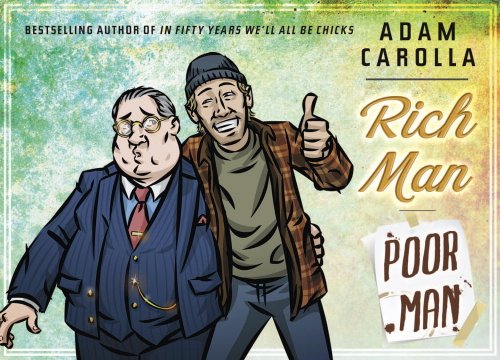 BESTSELLING AUTHOR OF IN FIFTY YEARS WE'LL ALL BE CHICKS
ADAM
CAROLLA
Rich
Man
POOR
MAN